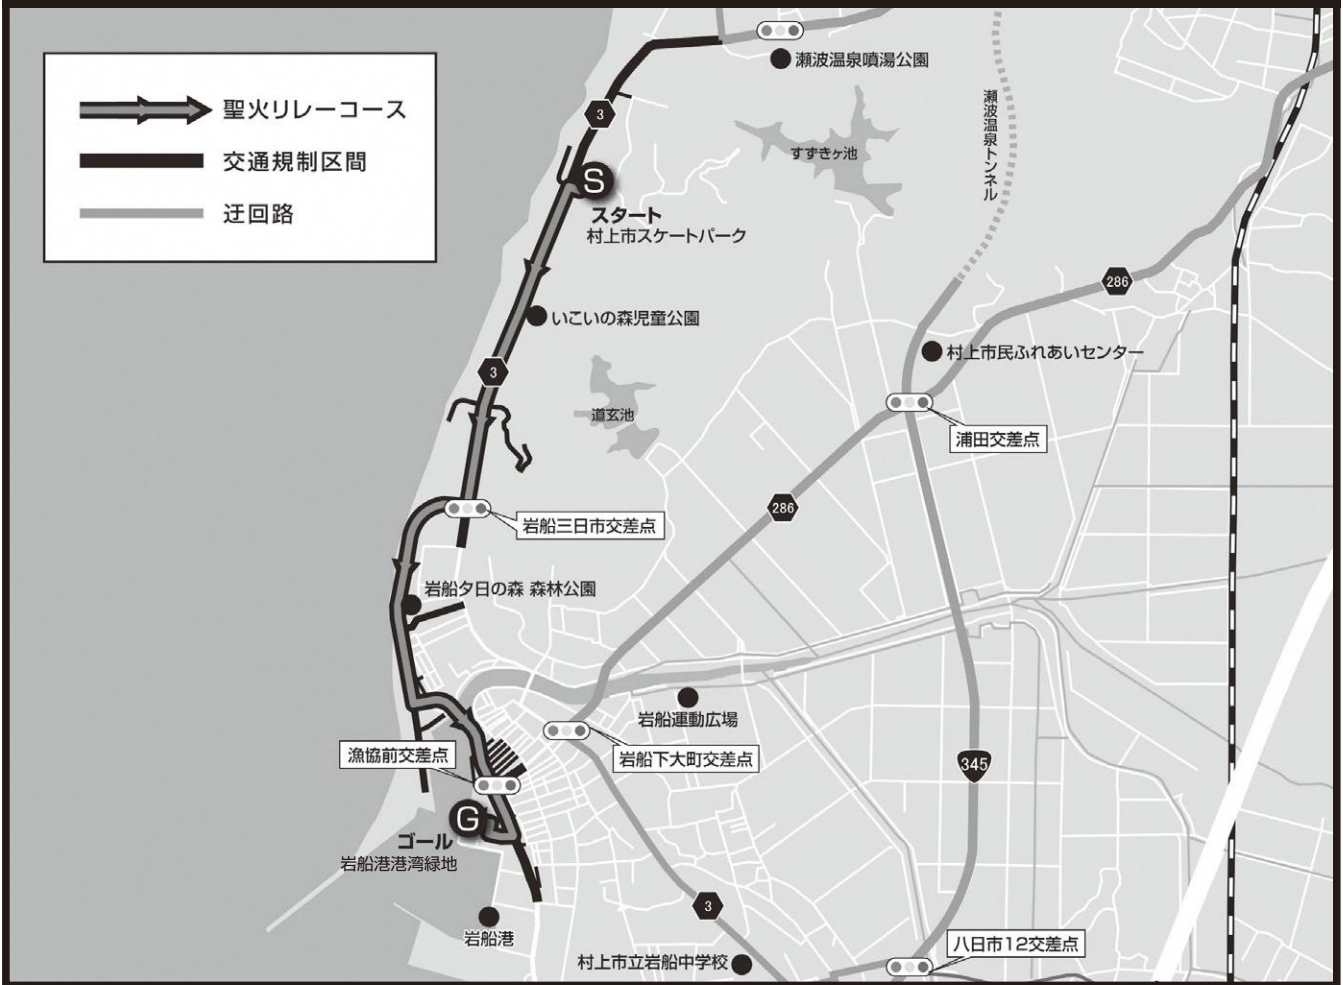 聖火リレーコース
交通規制区間
迂回路
瀬波温泉噴湯公園
3
すずきヶ池
瀬波温泉トンネル
S
スタート
村上市スケートパーク
286
いこいの森児童公園
村上市民ふれあいセンター
3
道玄池
浦田交差点
286
岩船三日市交差点
岩船夕日の森 森林公園
岩船運動広場
漁協前交差点
岩船下大町交差点
345
G
ゴール
岩船港港湾緑地
3
岩船港
八日市12交差点
村上市立岩船中学校